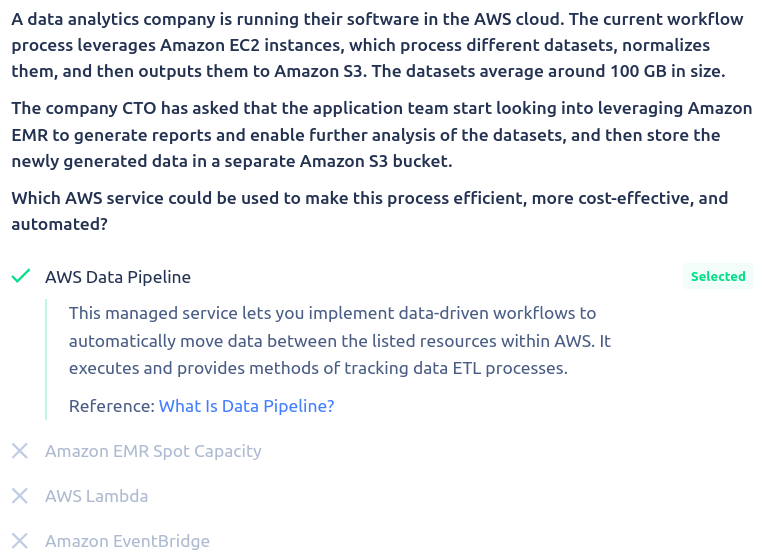 A data analytics company is running their software in the AWS cloud. The current workflow
process leverages Amazon EC2 instances, which process different datasets, normalizes
them, and then outputs them to Amazon S3. The datasets average around 100 GB in size.
The company CTO has asked that the application team start looking into leveraging Amazon
EMR to generate reports and enable further analysis of the datasets, and then store the
newly generated data in a separate Amazon S3 bucket.
Which AWS service could be used to make this process efficient, more cost-effective, and
automated?
AWS Data Pipeline
Selected
This managed service lets you implement data-driven workflows to
automatically move data between the listed resources within AWS. It
executes and provides methods of tracking data ETL processes.
Reference: What Is Data Pipeline?
Amazon EMR Spot Capacity
AWS Lambda
Amazon EventBridge